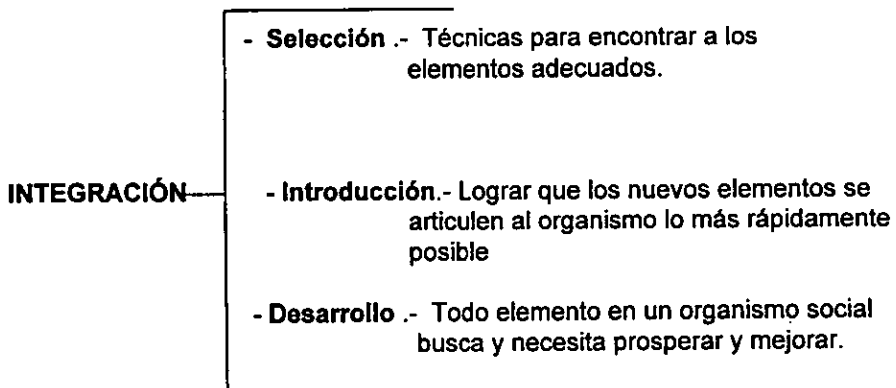 - Selección .- Técnicas para encontrar a los
elementos adecuados.
INTEGRACIÓN
- Introducción.- Lograr que los nuevos elementos se
articulen al organismo lo más rápidamente
posible
- Desarrollo .- Todo elemento en un organismo social
busca y necesita prosperar y mejorar.